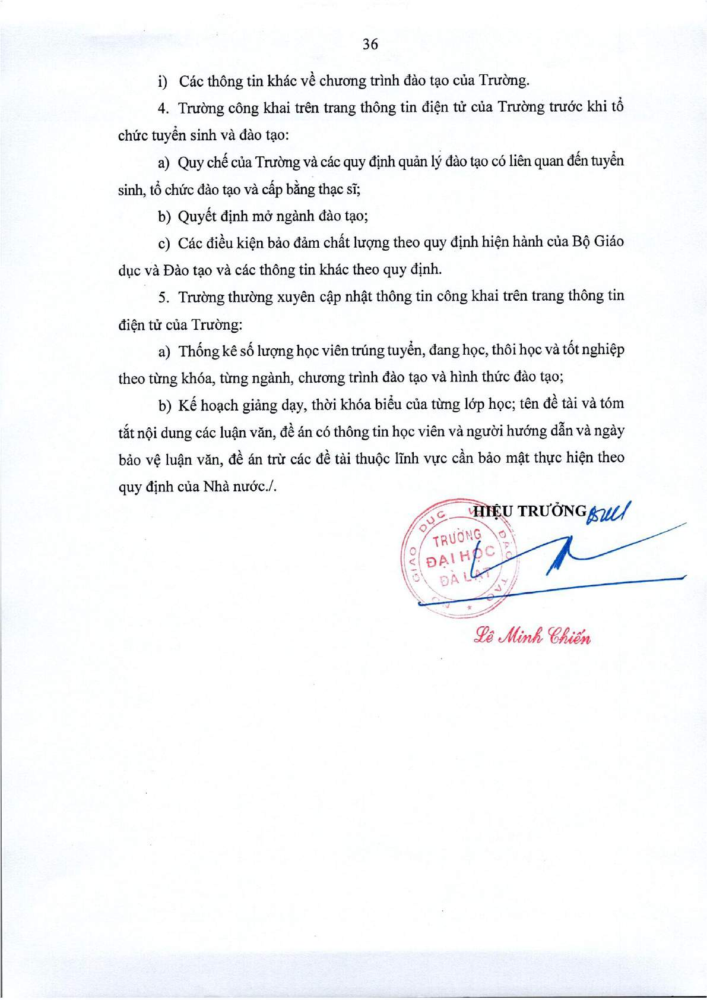 36
i) Các thông tin khác về chương trình đào tạo của Trường.
4. Trường công khai trên trang thông tin điện tử của Trường trước khi tổ
chức tuyển sinh và đào tạo:
a) Quy chế của Trường và các quy định quản lý đào tạo có liên quan đến tuyển
sinh, tổ chức đào tạo và cấp bằng thạc sĩ;
b) Quyết định mở ngành đào tạo;
c) Các điều kiện bảo đảm chất lượng theo quy định hiện hành của Bộ Giáo
dục và Đào tạo và các thông tin khác theo quy định.
5. Trường thường xuyên cập nhật thông tin công khai trên trang thông tin
điện tử của Trường:
a) Thống kê số lượng học viên trúng tuyển, đang học, thôi học và tốt nghiệp
theo từng khóa, từng ngành, chương trình đào tạo và hình thức đào tạo;
b) Kế hoạch giảng dạy, thời khóa biểu của từng lớp học; tên đề tài và tóm
tắt nội dung các luận văn, đề án có thông tin học viên và người hướng dẫn và ngày
bảo vệ luận văn, đề án trừ các đề tài thuộc lĩnh vực cần bảo mật thực hiện theo
quy định của Nhà nước./.
HIỆU TRƯỞNG
GIÁO DỤC VÀ ĐÀO TẠO
TRƯỜNG
ĐẠI HỌC
ĐÀ LẠT
Lê Minh Chiến